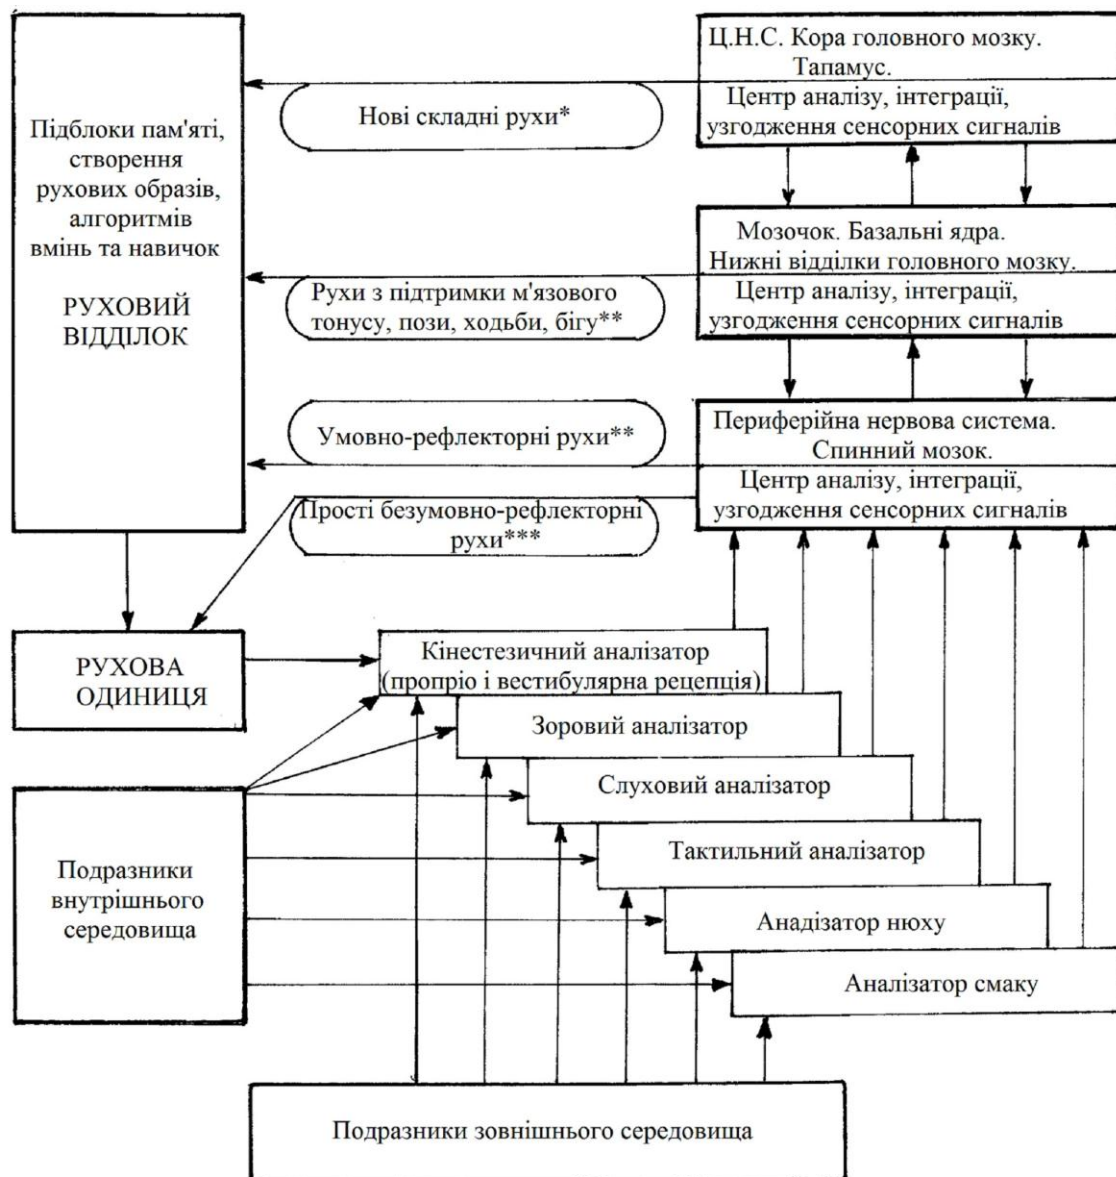 Ц.Н.С. Кора головного мозку.
Тапамус.
Центр аналізу, інтеграції,
узгодження сенсорних сигналів
Нові складні рухи*
Підблоки пам'яті,
створення
рухових образів,
алгоритмів
вмінь та навичок
РУХОВИЙ
ВІДДІЛОК
Мозочок. Базальні ядра.
Нижні відділки головного мозку.
Центр аналізу, інтеграції,
узгодження сенсорних сигналів
Рухи з підтримки м'язового
тонусу, пози, ходьби, бігу**
Периферійна нервова система.
Спинний мозок.
Центр аналізу, інтеграції,
узгодження сенсорних сигналів
Умовно-рефлекторні рухи**
Прості безумовно-рефлекторні
рухи***
РУХОВА
ОДИНИЦЯ
Кінестезичний аналізатор
(пропріо і вестибулярна рецепція)
Зоровий аналізатор
Слуховий аналізатор
Тактильний аналізатор
Анадізатор нюху
Аналізатор смаку
Подразники
внутрішнього
середовища
Подразники зовнішнього середовища